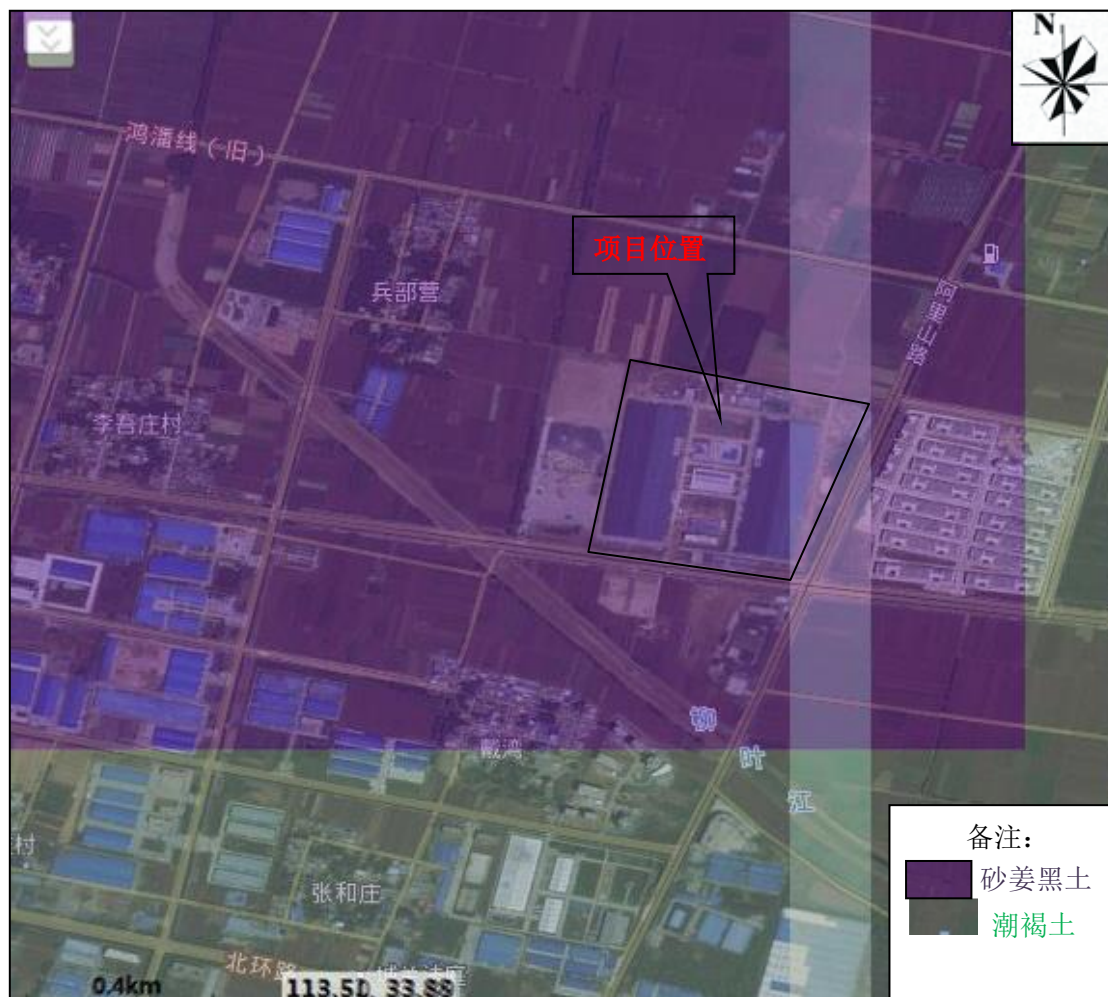 N
鸿潘线（旧）
项目位置
兵部营
阿里山路
李吾庄村
柳叶江
戴湾
村
张和庄
北环路
0.4km
113.50, 33.88
备注：
砂姜黑土
潮褐土